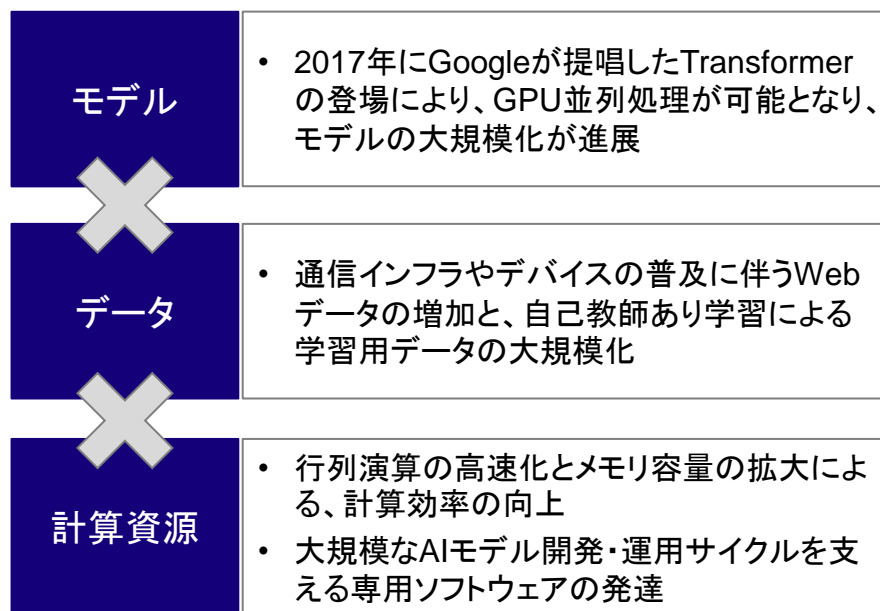 モデル
• 2017年にGoogleが提唱したTransformer
の登場により、GPU並列処理が可能となり、
モデルの大規模化が進展
データ
• 通信インフラやデバイスの普及に伴うWeb
データの増加と、自己教師あり学習による
学習用データの大規模化
計算資源
• 行列演算の高速化とメモリ容量の拡大によ
る、計算効率の向上
• 大規模なAIモデル開発・運用サイクルを支
える専用ソフトウェアの発達